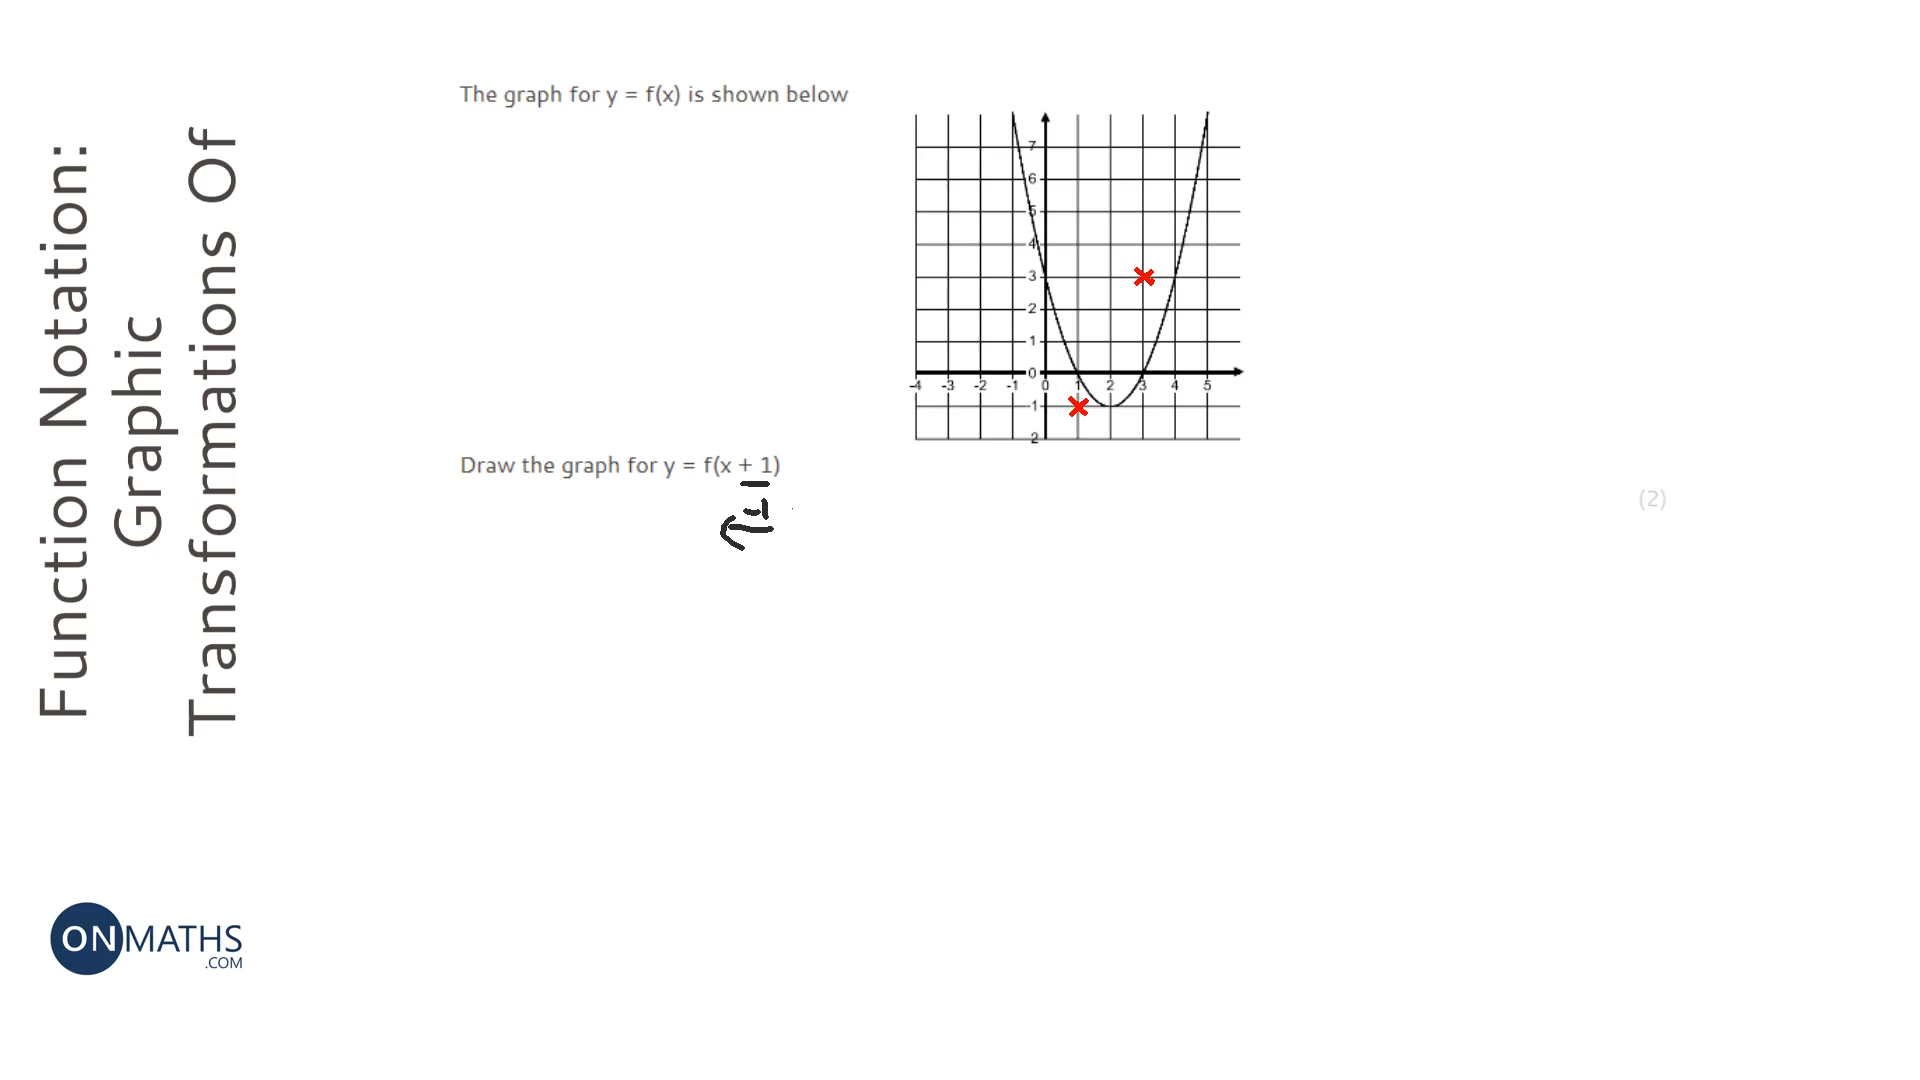 Function Notation:
Graphic
Transformations Of
The graph for y = f(x) is shown below
7
6
5
4
3
2
1
0
-4 -3 -2 -1 0 1 2 3 4 5
-1
2
Draw the graph for y = f(x + 1)
-1
(2)
ONMATHS
.COM